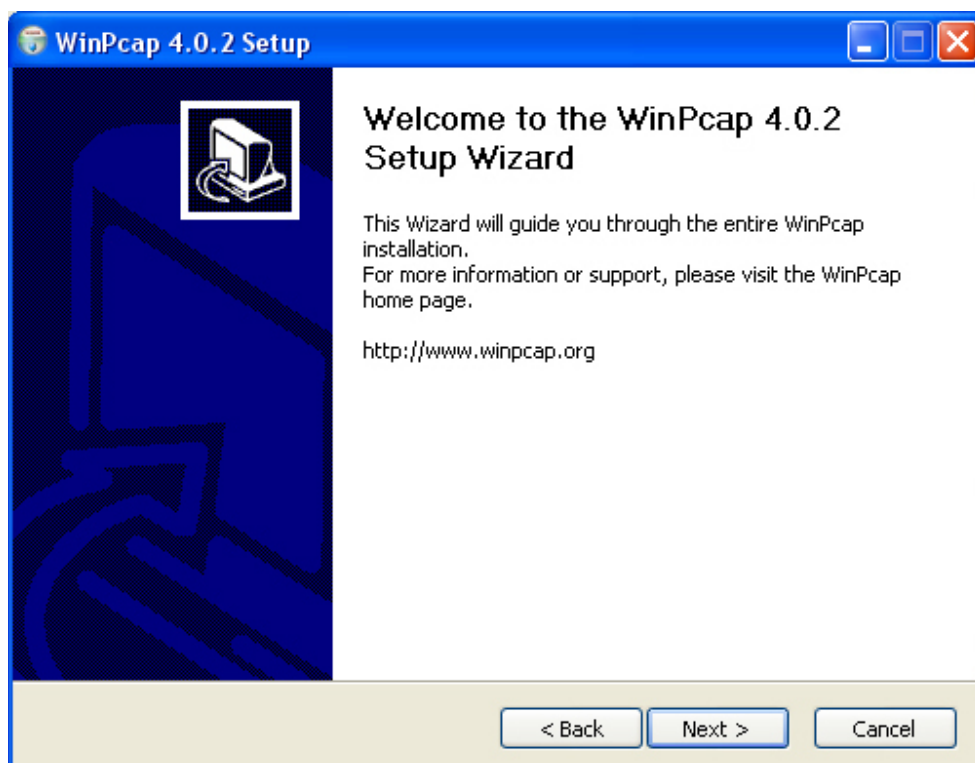 WinPcap 4.0.2 Setup
Welcome to the WinPcap 4.0.2
Setup Wizard
This Wizard will guide you through the entire WinPcap
installation.
For more information or support, please visit the WinPcap
home page.
http://www.winpcap.org
< Back
Next >
Cancel